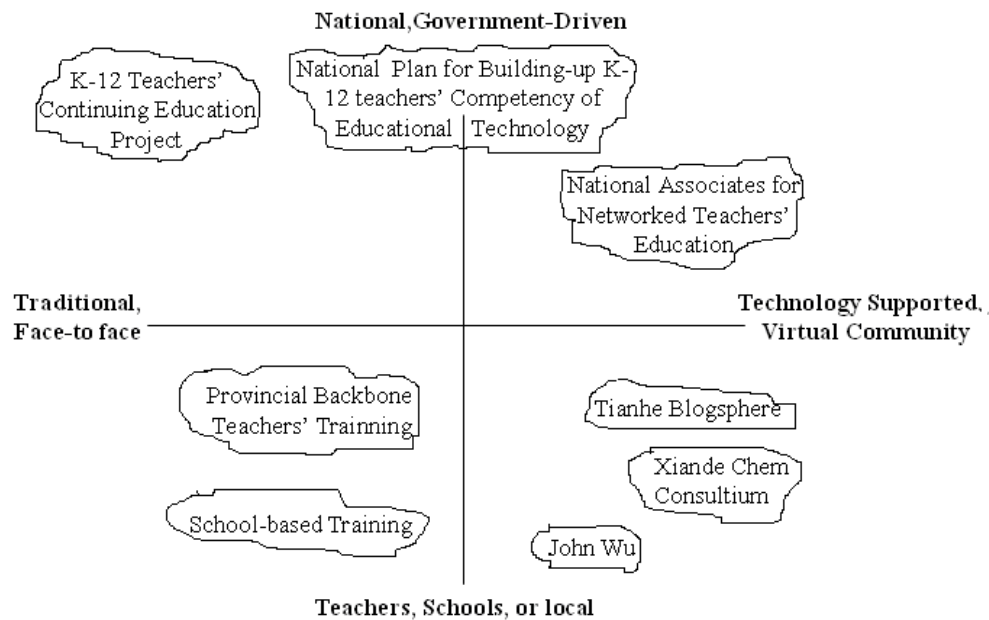 National,Government-Driven
K-12 Teachers'
Continuing Education
Project
National Plan for Building-up K-
12 teachers' Competency of
Educational Technology
National Associates for
Networked Teachers'
Education
Traditional,
Face-to face
Technology Supported,
Virtual Community
Provincial Backbone
Teachers' Trainning
School-based Training
Tianhe Blogsphere
Xiande Chem
Consultium
John Wu
Teachers, Schools, or local